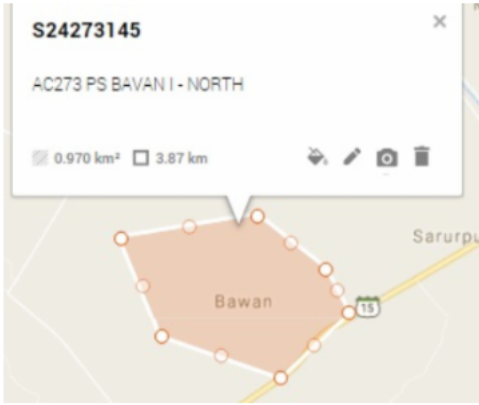 S24273145
AC273 PS BAVAN I - NORTH
0.970 km² 3.87 km
Sarurpu
Bawan
15